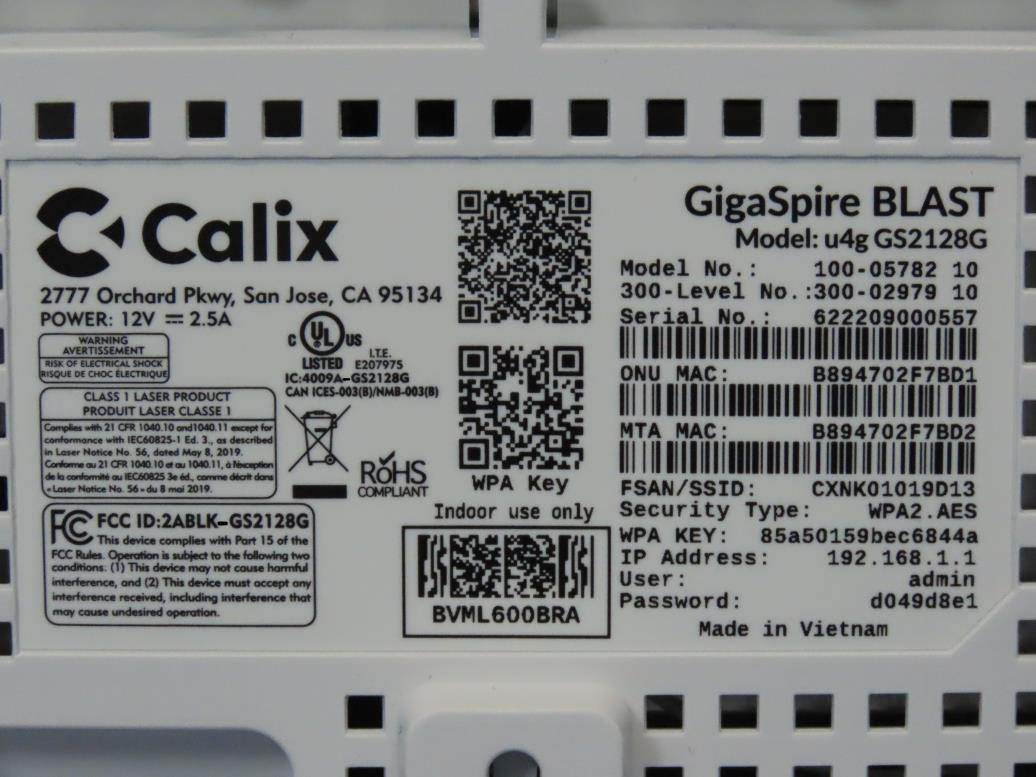 Calix
2777 Orchard Pkwy, San Jose, CA 95134
POWER: 12V ⎓ 2.5A
WARNING
AVERTISSEMENT
RISK OF ELECTRICAL SHOCK
RISQUE DE CHOC ÉLECTRIQUE
C UL US
LISTED
I.T.E.
E207975
IC:4009A-GS2128G
CAN ICES-003(B)/NMB-003(B)
CLASS 1 LASER PRODUCT
PRODUIT LASER CLASSE 1
Complies with 21 CFR 1040.10 and1040.11 except for
conformance with IEC60825-1 Ed. 3., as described
in Laser Notice No. 56, dated May 8, 2019.
Conforme au 21 CFR 1040.10 et au 1040.11, à l'exception
de la conformité au IEC60825 3e éd., comme décrit dans
« Laser Notice No. 56 » du 8 mai 2019.
RoHS
COMPLIANT
FC FCC ID:2ABLK-GS2128G
This device complies with Part 15 of the
FCC Rules. Operation is subject to the following two
conditions: (1) This device may not cause harmful
interference, and (2) This device must accept any
interference received, including interference that
may cause undesired operation.
WPA Key
Indoor use only
BVML600BRA
GigaSpire BLAST
Model: u4g GS2128G
Model No.: 100-05782 10
300-Level No.:300-02979 10
Serial No.: 622209000557
ONU MAC: B894702F7BD1
MTA MAC: B894702F7BD2
FSAN/SSID: CXNK01019D13
Security Type: WPA2.AES
WPA KEY: 85a50159bec6844a
IP Address: 192.168.1.1
User: admin
Password: d049d8e1
Made in Vietnam